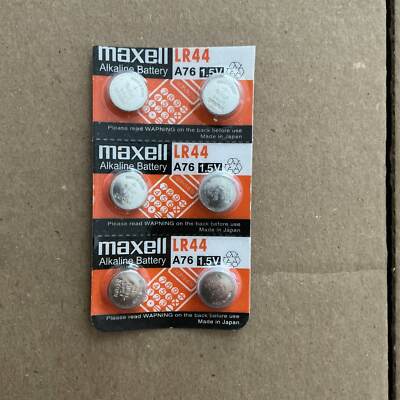 maxell LR44
Alkaline Battery A76 1.5V
Please read WARNING on the back before use
Made in Japan
maxell LR44
Alkaline Battery A76 1.5V
Please read WARNING on the back before use
Made in Japan
maxell LR44
Alkaline Battery A76 1.5V
Please read WARNING on the back before use
Made in Japan